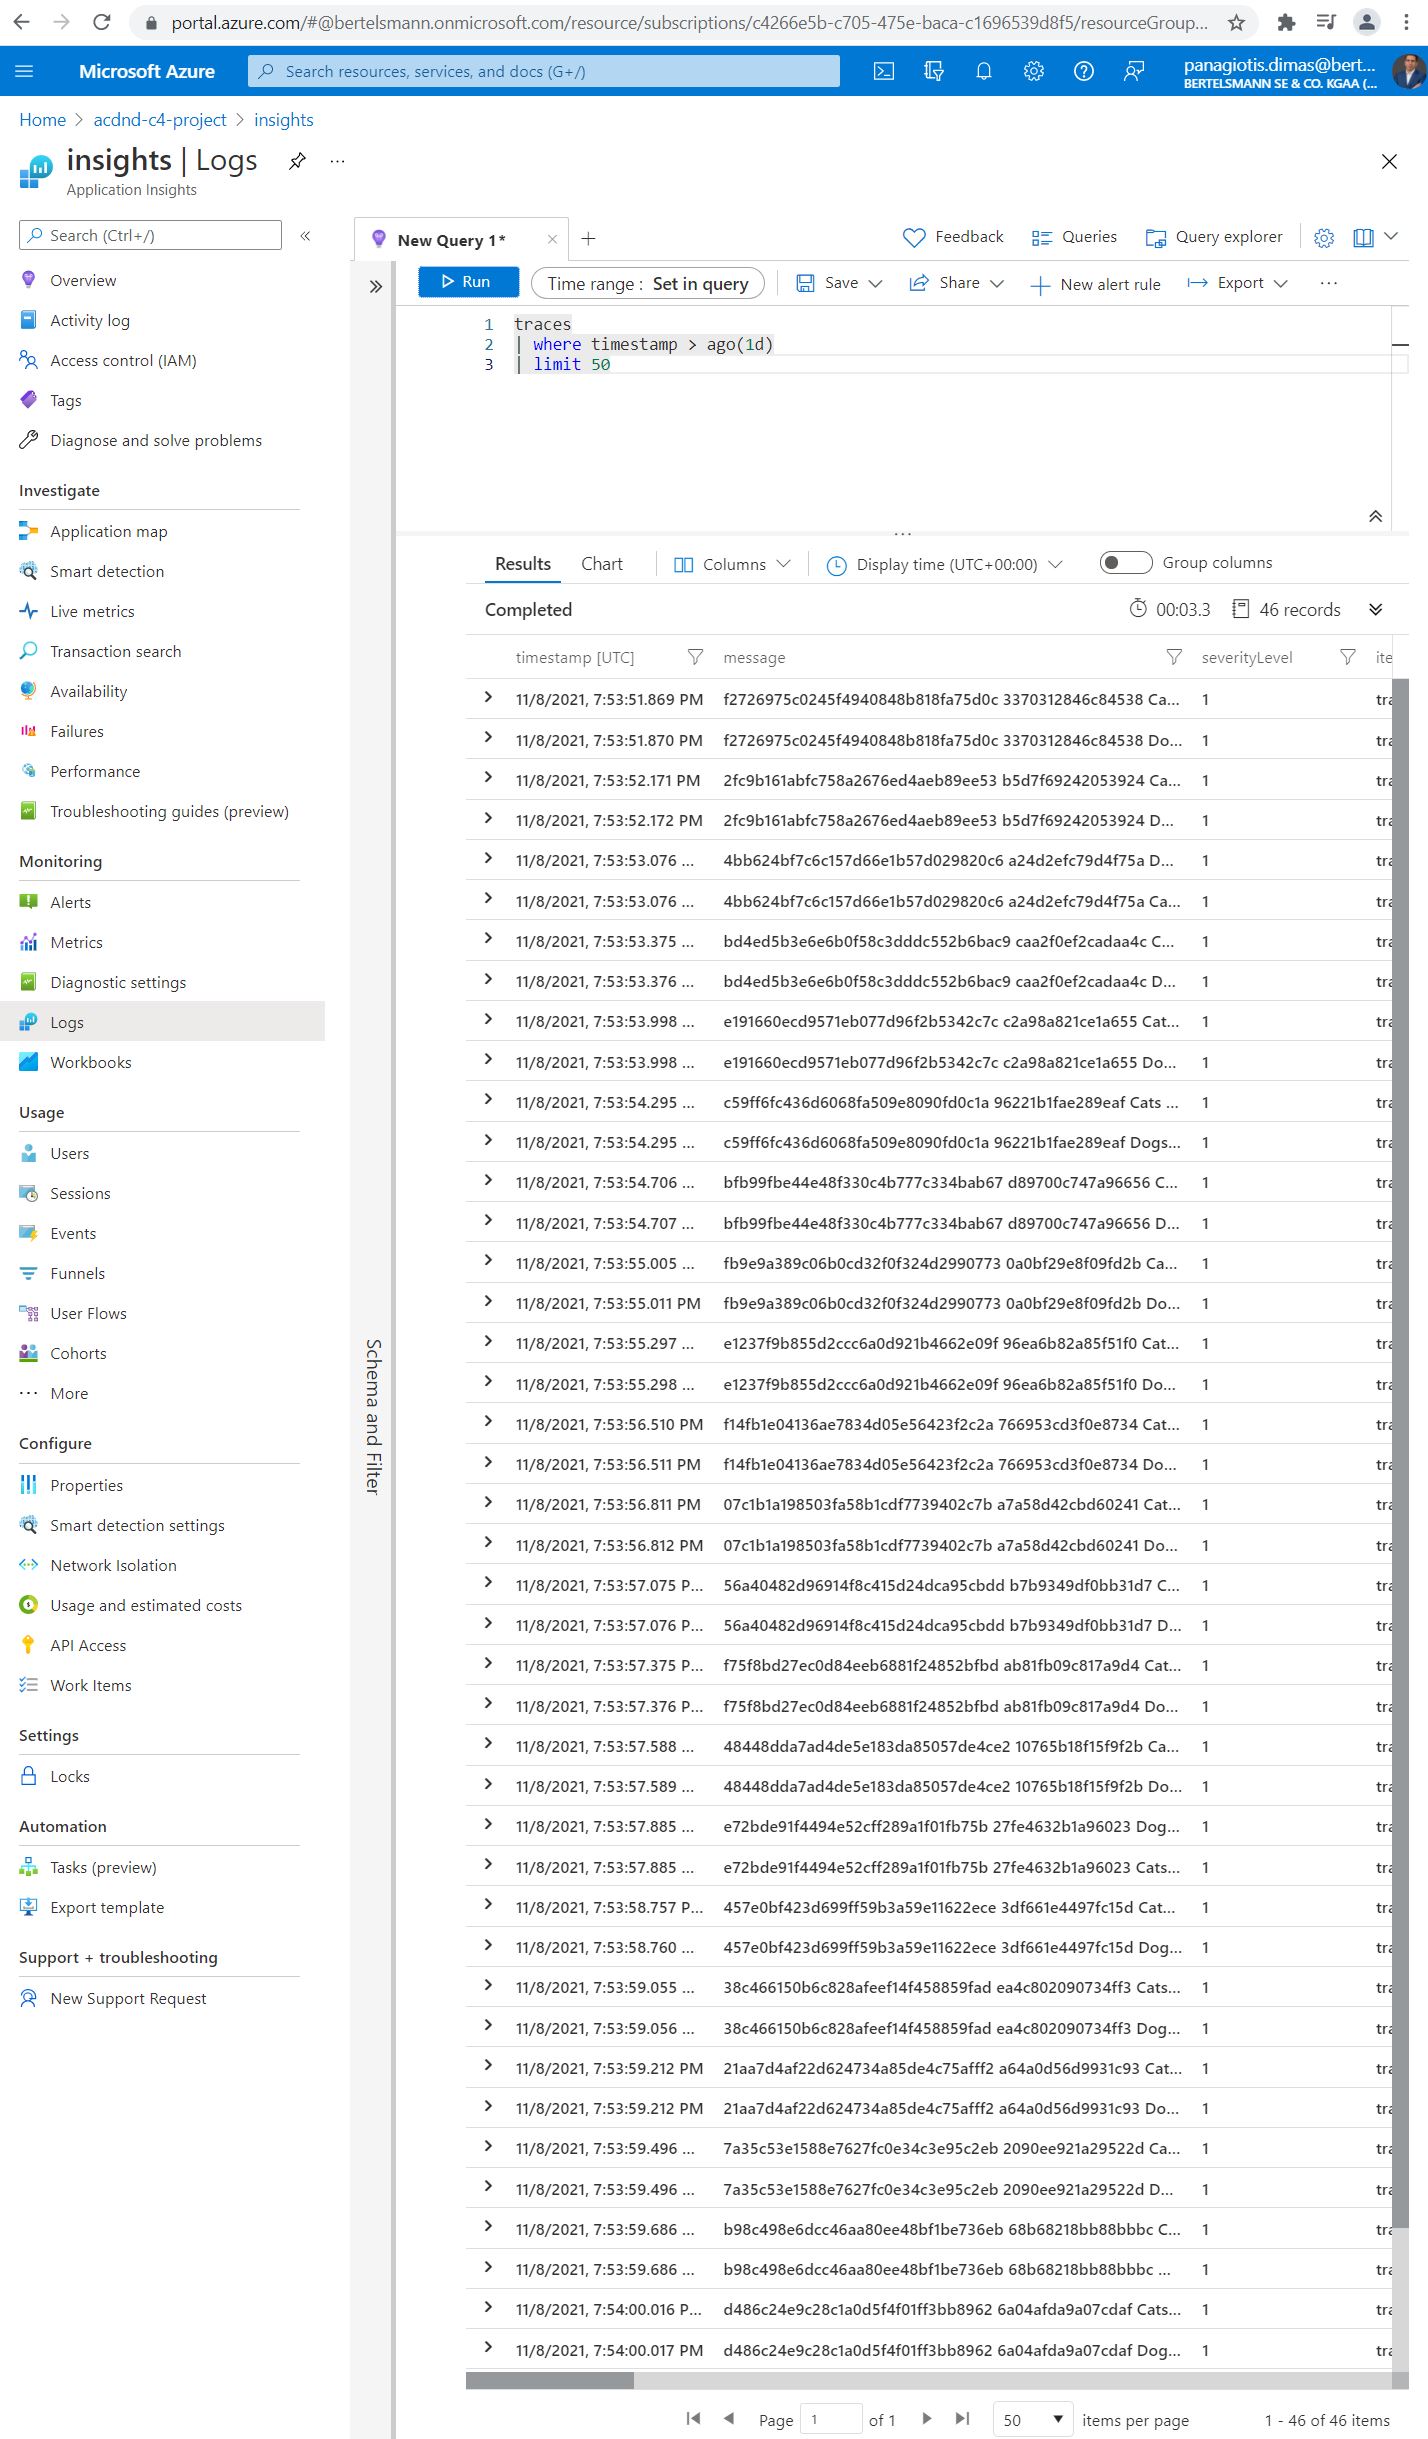 portal.azure.com/#@bertelsmann.onmicrosoft.com/resource/subscriptions/c4266e5b-c705-475e-baca-c1696539d8f5/resourceGroup...
Microsoft Azure
Search resources, services, and docs (G+/)
panagiotis.dimas@bert...
BERTELSMANN SE & CO. KGAA (...
Home > acdnd-c4-project > insights
insights | Logs
Application Insights
Search (Ctrl+/)
Overview
Activity log
Access control (IAM)
Tags
Diagnose and solve problems
Investigate
Application map
Smart detection
Live metrics
Transaction search
Availability
Failures
Performance
Troubleshooting guides (preview)
Monitoring
Alerts
Metrics
Diagnostic settings
Logs
Workbooks
Usage
Users
Sessions
Events
Funnels
User Flows
Cohorts
More
Configure
Properties
Smart detection settings
Network Isolation
Usage and estimated costs
API Access
Work Items
Settings
Locks
Automation
Tasks (preview)
Export template
Support + troubleshooting
New Support Request
Schema and Filter
New Query 1*
Feedback Queries Query explorer
Run Time range : Set in query Save Share New alert rule Export
1 traces
2 | where timestamp > ago(1d)
3 | limit 50
Results Chart Columns Display time (UTC+00:00) Group columns
Completed 00:03.3 46 records
timestamp [UTC] message severityLevel ite
11/8/2021, 7:53:51.869 PM f2726975c0245f4940848b818fa75d0c 3370312846c84538 Ca... 1 tra
11/8/2021, 7:53:51.870 PM f2726975c0245f4940848b818fa75d0c 3370312846c84538 Do... 1 tra
11/8/2021, 7:53:52.171 PM 2fc9b161abfc758a2676ed4aeb89ee53 b5d7f69242053924 Ca... 1 tra
11/8/2021, 7:53:52.172 PM 2fc9b161abfc758a2676ed4aeb89ee53 b5d7f69242053924 D... 1 tra
11/8/2021, 7:53:53.076 ... 4bb624bf7c6c157d66e1b57d029820c6 a24d2efc79d4f75a D... 1 tra
11/8/2021, 7:53:53.076 ... 4bb624bf7c6c157d66e1b57d029820c6 a24d2efc79d4f75a Ca... 1 tra
11/8/2021, 7:53:53.375 ... bd4ed5b3e6e6b0f58c3dddc552b6bac9 caa2f0ef2cadaa4c C... 1 tra
11/8/2021, 7:53:53.376 ... bd4ed5b3e6e6b0f58c3dddc552b6bac9 caa2f0ef2cadaa4c D... 1 tra
11/8/2021, 7:53:53.998 ... e191660ecd9571eb077d96f2b5342c7c c2a98a821ce1a655 Cat... 1 tra
11/8/2021, 7:53:53.998 ... e191660ecd9571eb077d96f2b5342c7c c2a98a821ce1a655 Do... 1 tra
11/8/2021, 7:53:54.295 ... c59ff6fc436d6068fa509e8090fd0c1a 96221b1fae289eaf Cats ... 1 tra
11/8/2021, 7:53:54.295 ... c59ff6fc436d6068fa509e8090fd0c1a 96221b1fae289eaf Dogs... 1 tra
11/8/2021, 7:53:54.706 ... bfb99fbe44e48f330c4b777c334bab67 d89700c747a96656 C... 1 tra
11/8/2021, 7:53:54.707 ... bfb99fbe44e48f330c4b777c334bab67 d89700c747a96656 D... 1 tra
11/8/2021, 7:53:55.005 ... fb9e9a389c06b0cd32f0f324d2990773 0a0bf29e8f09fd2b Ca... 1 tra
11/8/2021, 7:53:55.011 PM fb9e9a389c06b0cd32f0f324d2990773 0a0bf29e8f09fd2b Do... 1 tra
11/8/2021, 7:53:55.297 ... e1237f9b855d2ccc6a0d921b4662e09f 96ea6b82a85f51f0 Cat... 1 tra
11/8/2021, 7:53:55.298 ... e1237f9b855d2ccc6a0d921b4662e09f 96ea6b82a85f51f0 Do... 1 tra
11/8/2021, 7:53:56.510 PM f14fb1e04136ae7834d05e56423f2c2a 766953cd3f0e8734 Cat... 1 tra
11/8/2021, 7:53:56.511 PM f14fb1e04136ae7834d05e56423f2c2a 766953cd3f0e8734 Do... 1 tra
11/8/2021, 7:53:56.811 PM 07c1b1a198503fa58b1cdf7739402c7b a7a58d42cbd60241 Cat... 1 tra
11/8/2021, 7:53:56.812 PM 07c1b1a198503fa58b1cdf7739402c7b a7a58d42cbd60241 Do... 1 tra
11/8/2021, 7:53:57.075 P... 56a40482d96914f8c415d24dca95cbdd b7b9349df0bb31d7 C... 1 tra
11/8/2021, 7:53:57.076 P... 56a40482d96914f8c415d24dca95cbdd b7b9349df0bb31d7 D... 1 tra
11/8/2021, 7:53:57.375 P... f75f8bd27ec0d84eeb6881f24852bfbd ab81fb09c817a9d4 Cat... 1 tra
11/8/2021, 7:53:57.376 P... f75f8bd27ec0d84eeb6881f24852bfbd ab81fb09c817a9d4 Do... 1 tra
11/8/2021, 7:53:57.588 ... 48448dda7ad4de5e183da85057de4ce2 10765b18f15f9f2b Ca... 1 tra
11/8/2021, 7:53:57.589 ... 48448dda7ad4de5e183da85057de4ce2 10765b18f15f9f2b Do... 1 tra
11/8/2021, 7:53:57.885 ... e72bde91f4494e52cff289a1f01fb75b 27fe4632b1a96023 Dog... 1 tra
11/8/2021, 7:53:57.885 ... e72bde91f4494e52cff289a1f01fb75b 27fe4632b1a96023 Cats... 1 tra
11/8/2021, 7:53:58.757 P... 457e0bf423d699ff59b3a59e11622ece 3df661e4497fc15d Cat... 1 tra
11/8/2021, 7:53:58.760 ... 457e0bf423d699ff59b3a59e11622ece 3df661e4497fc15d Dog... 1 tra
11/8/2021, 7:53:59.055 ... 38c466150b6c828afeef14f458859fad ea4c802090734ff3 Cats... 1 tra
11/8/2021, 7:53:59.056 ... 38c466150b6c828afeef14f458859fad ea4c802090734ff3 Dog... 1 tra
11/8/2021, 7:53:59.212 PM 21aa7d4af22d624734a85de4c75afff2 a64a0d56d9931c93 Cat... 1 tra
11/8/2021, 7:53:59.212 PM 21aa7d4af22d624734a85de4c75afff2 a64a0d56d9931c93 Do... 1 tra
11/8/2021, 7:53:59.496 ... 7a35c53e1588e7627fc0e34c3e95c2eb 2090ee921a29522d Ca... 1 tra
11/8/2021, 7:53:59.496 ... 7a35c53e1588e7627fc0e34c3e95c2eb 2090ee921a29522d D... 1 tra
11/8/2021, 7:53:59.686 ... b98c498e6dcc46aa80ee48bf1be736eb 68b68218bb88bbbc C... 1 tra
11/8/2021, 7:53:59.686 ... b98c498e6dcc46aa80ee48bf1be736eb 68b68218bb88bbbc ... 1 tra
11/8/2021, 7:54:00.016 P... d486c24e9c28c1a0d5f4f01ff3bb8962 6a04afda9a07cdaf Cats... 1 tra
11/8/2021, 7:54:00.017 PM d486c24e9c28c1a0d5f4f01ff3bb8962 6a04afda9a07cdaf Dog... 1 tra
Page 1 of 1 50 items per page 1 - 46 of 46 items